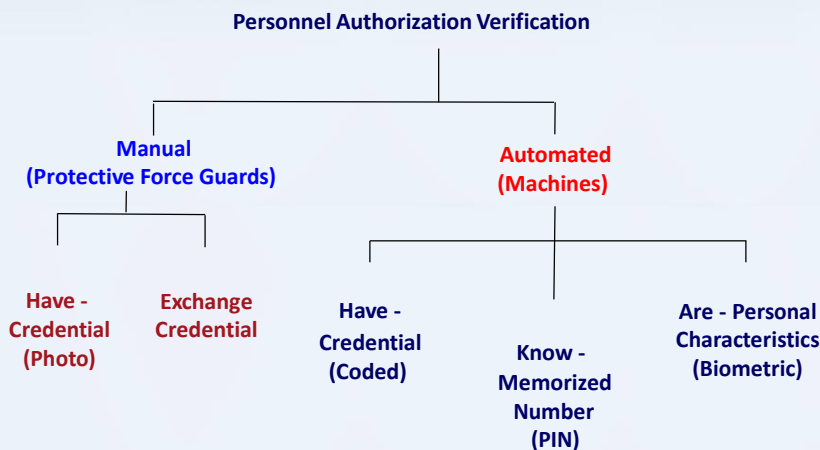 Personnel Authorization Verification
Manual
(Protective Force Guards)
Automated
(Machines)
Have -
Credential
(Photo)
Exchange
Credential
Have -
Credential
(Coded)
Know -
Memorized
Number
(PIN)
Are - Personal
Characteristics
(Biometric)